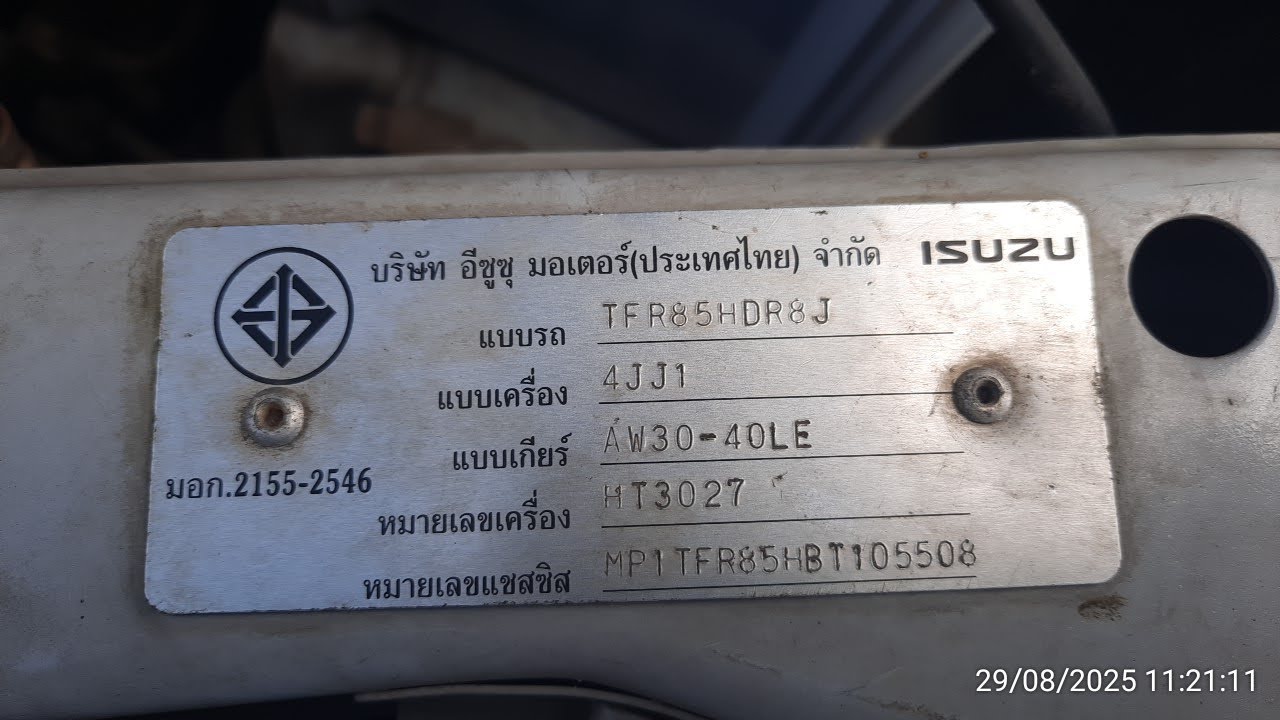 บริษัท อีซูซุ มอเตอร์(ประเทศไทย) จำกัด ISUZU
แบบรถ TFR85HDR8J
แบบเครื่อง 4JJ1
แบบเกียร์ AW30-40LE
มอก.2155-2546
หมายเลขเครื่อง HT3027
หมายเลขแชสซิส MP1TFR85HBT105508
29/08/2025 11:21:11